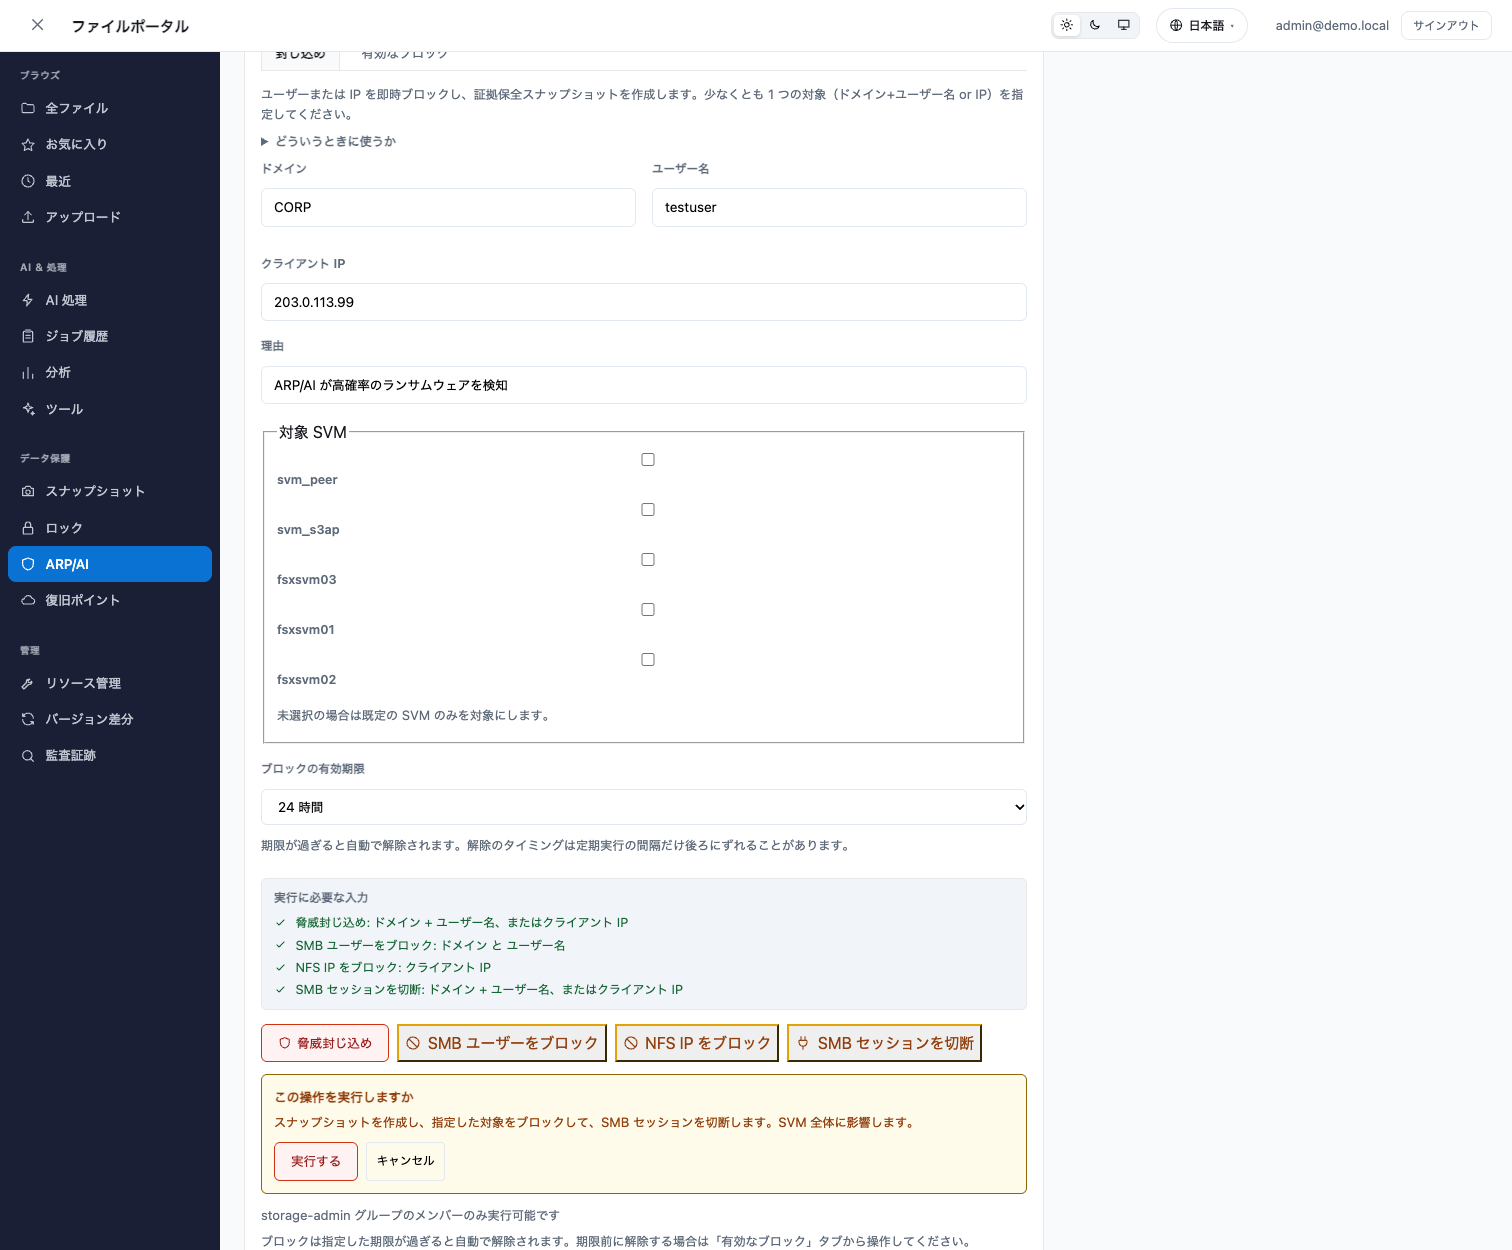 ファイルポータル
日本語
admin@demo.local
サインアウト
ブラウズ
全ファイル
お気に入り
最近
アップロード
AI & 処理
AI 処理
ジョブ履歴
分析
ツール
データ保護
スナップショット
ロック
ARP/AI
復旧ポイント
管理
リソース管理
バージョン差分
監査証跡
封じ込め
有効なブロック
ユーザーまたは IP を即時ブロックし、証拠保全スナップショットを作成します。少なくとも 1 つの対象（ドメイン+ユーザー名 or IP）を指
定してください。
どういうときに使うか
ドメイン
ユーザー名
CORP
testuser
クライアント IP
203.0.113.99
理由
ARP/AI が高確率のランサムウェアを検知
対象 SVM
svm_peer
svm_s3ap
fsxsvm03
fsxsvm01
fsxsvm02
未選択の場合は既定の SVM のみを対象にします。
ブロックの有効期限
24 時間
期限が過ぎると自動で解除されます。解除のタイミングは定期実行の間隔だけ後ろにずれることがあります。
実行に必要な入力
✓ 脅威封じ込め: ドメイン + ユーザー名、またはクライアント IP
✓ SMB ユーザーをブロック: ドメイン と ユーザー名
✓ NFS IP をブロック: クライアント IP
✓ SMB セッションを切断: ドメイン + ユーザー名、またはクライアント IP
脅威封じ込め
SMB ユーザーをブロック
NFS IP をブロック
SMB セッションを切断
この操作を実行しますか
スナップショットを作成し、指定した対象をブロックして、SMB セッションを切断します。SVM 全体に影響します。
実行する
キャンセル
storage-admin グループのメンバーのみ実行可能です
ブロックは指定した期限が過ぎると自動で解除されます。期限前に解除する場合は「有効なブロック」タブから操作してください。